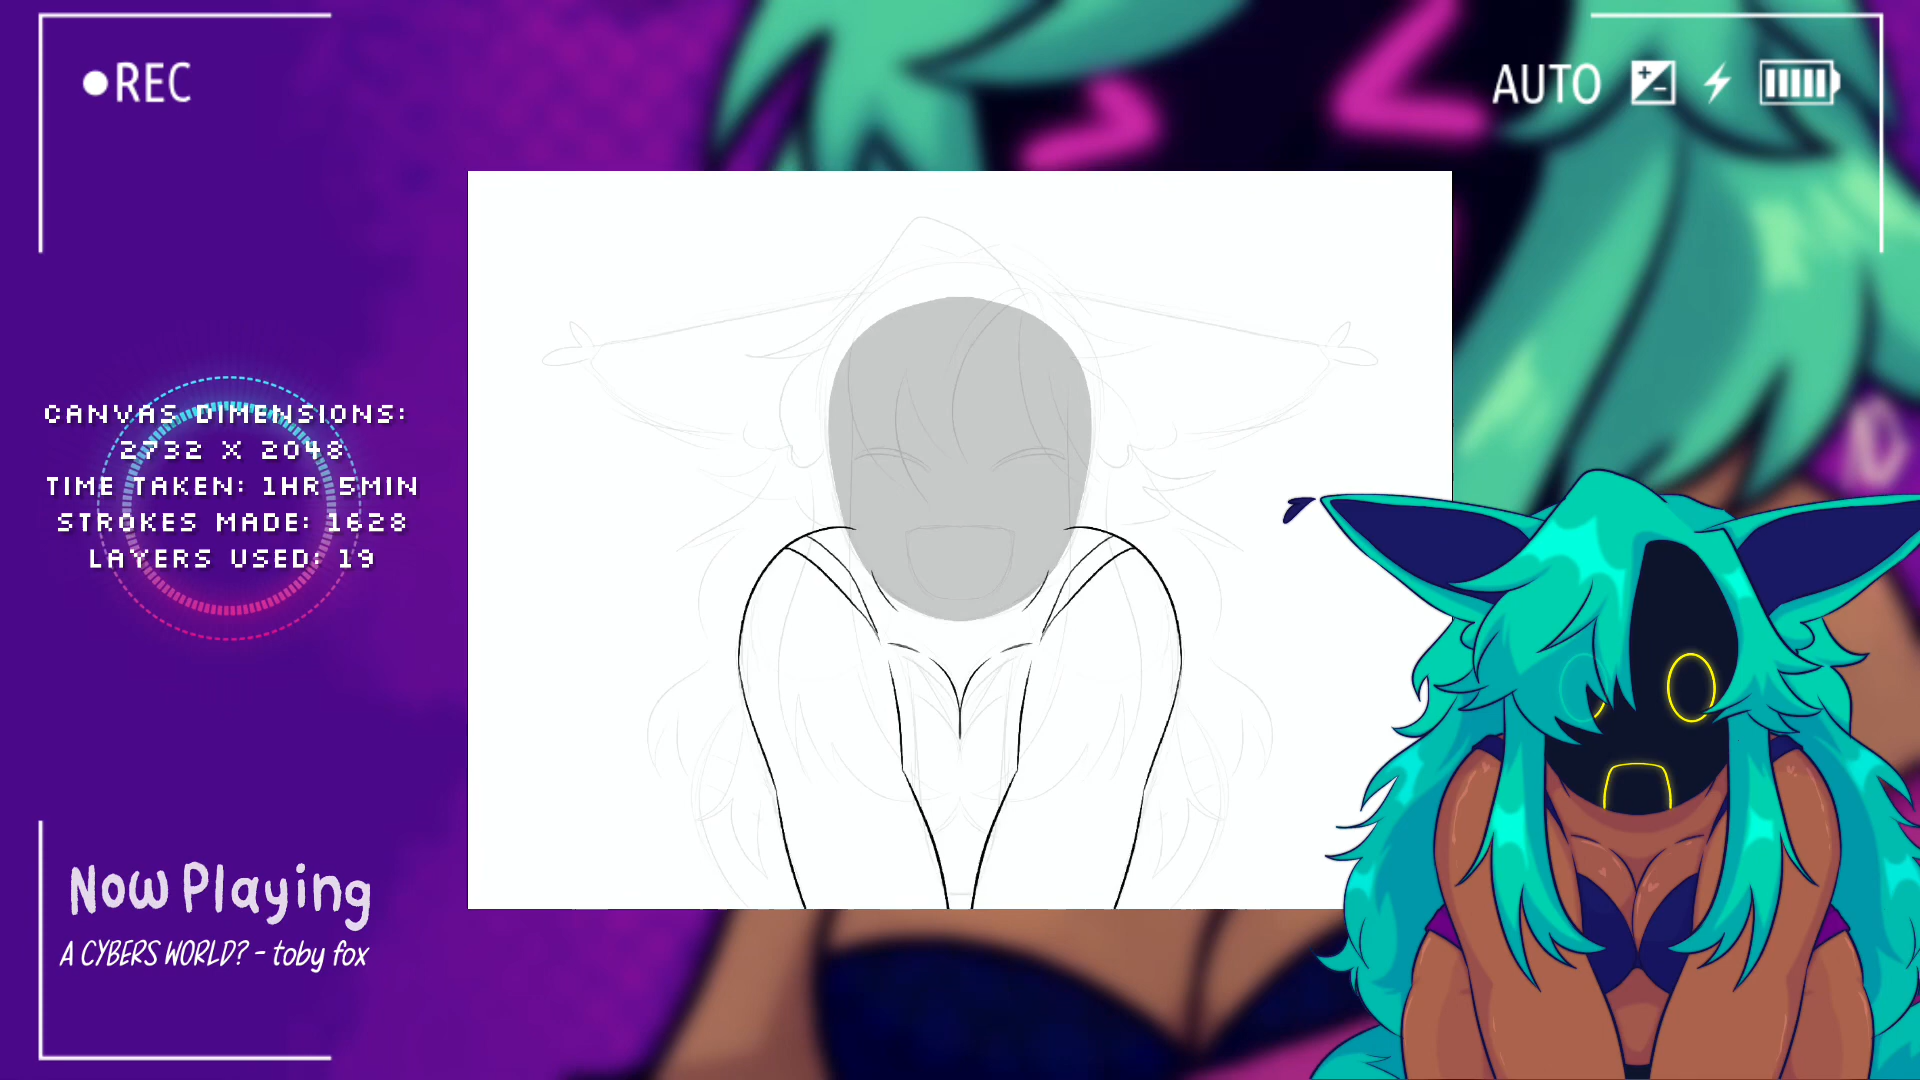 REC
AUTO
CANVAS DIMENSIONS:
2732 X 2048
TIME TAKEN: 1HR 5MIN
STROKES MADE: 1628
LAYERS USED: 19
Now Playing
A CYBERS WORLD? - toby fox